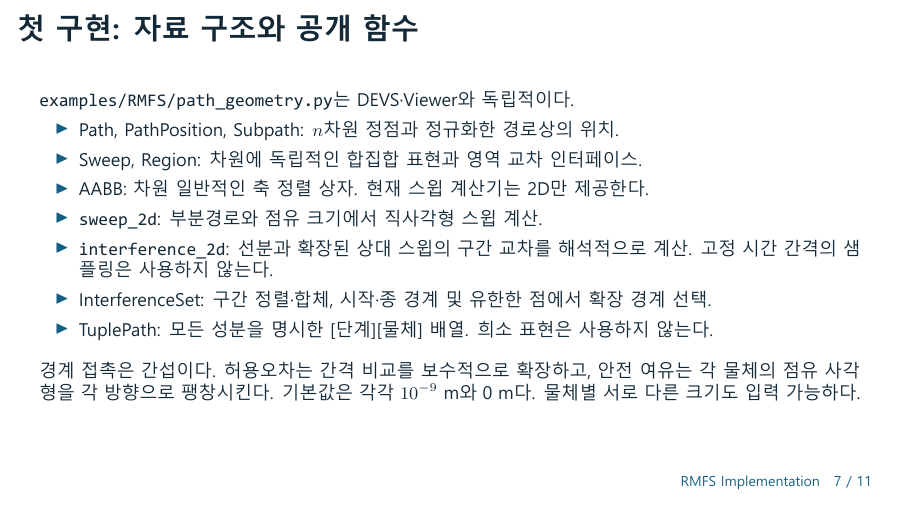 첫 구현: 자료 구조와 공개 함수
examples/RMFS/path_geometry.py는 DEVS·Viewer와 독립적이다.
▶ Path, PathPosition, Subpath: n차원 정점과 정규화한 경로상의 위치.
▶ Sweep, Region: 차원에 독립적인 합집합 표현과 영역 교차 인터페이스.
▶ AABB: 차원 일반적인 축 정렬 상자. 현재 스윕 계산기는 2D만 제공한다.
▶ sweep_2d: 부분경로와 점유 크기에서 직사각형 스윕 계산.
▶ interference_2d: 선분과 확장된 상대 스윕의 구간 교차를 해석적으로 계산. 고정 시간 간격의 샘
플링은 사용하지 않는다.
▶ InterferenceSet: 구간 정렬·합체, 시작·종 경계 및 유한한 점에서 확장 경계 선택.
▶ TuplePath: 모든 성분을 명시한 [단계][물체] 배열. 희소 표현은 사용하지 않는다.
경계 접촉은 간섭이다. 허용오차는 간격 비교를 보수적으로 확장하고, 안전 여유는 각 물체의 점유 사각
형을 각 방향으로 팽창시킨다. 기본값은 각각 10⁻⁹ m와 0 m다. 물체별 서로 다른 크기도 입력 가능하다.
RMFS Implementation 7 / 11